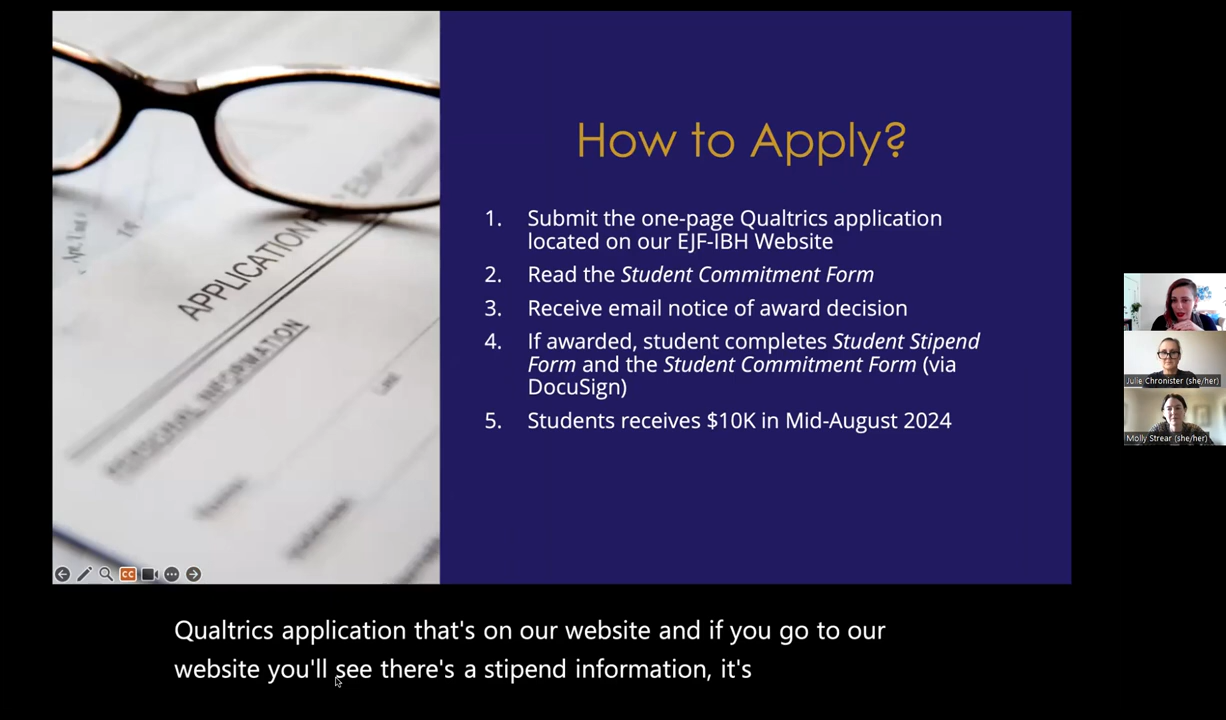 How to Apply?
1. Submit the one-page Qualtrics application
located on our EJF-IBH Website
2. Read the Student Commitment Form
3. Receive email notice of award decision
4. If awarded, student completes Student Stipend
Form and the Student Commitment Form (via
DocuSign)
5. Students receives $10K in Mid-August 2024
APPLICATION
PERSONAL INFORMATION
CC
Julie Chronister (she/her)
Molly Strear (she/her)
Qualtrics application that's on our website and if you go to our
website you'll see there's a stipend information, it's